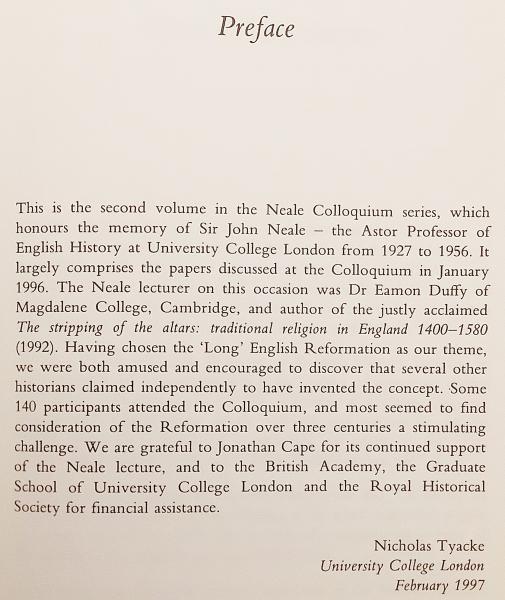 Preface
This is the second volume in the Neale Colloquium series, which
honours the memory of Sir John Neale – the Astor Professor of
English History at University College London from 1927 to 1956. It
largely comprises the papers discussed at the Colloquium in January
1996. The Neale lecturer on this occasion was Dr Eamon Duffy of
Magdalene College, Cambridge, and author of the justly acclaimed
The stripping of the altars: traditional religion in England 1400–1580
(1992). Having chosen the ‘Long’ English Reformation as our theme,
we were both amused and encouraged to discover that several other
historians claimed independently to have invented the concept. Some
140 participants attended the Colloquium, and most seemed to find
consideration of the Reformation over three centuries a stimulating
challenge. We are grateful to Jonathan Cape for its continued support
of the Neale lecture, and to the British Academy, the Graduate
School of University College London and the Royal Historical
Society for financial assistance.
Nicholas Tyacke
University College London
February 1997